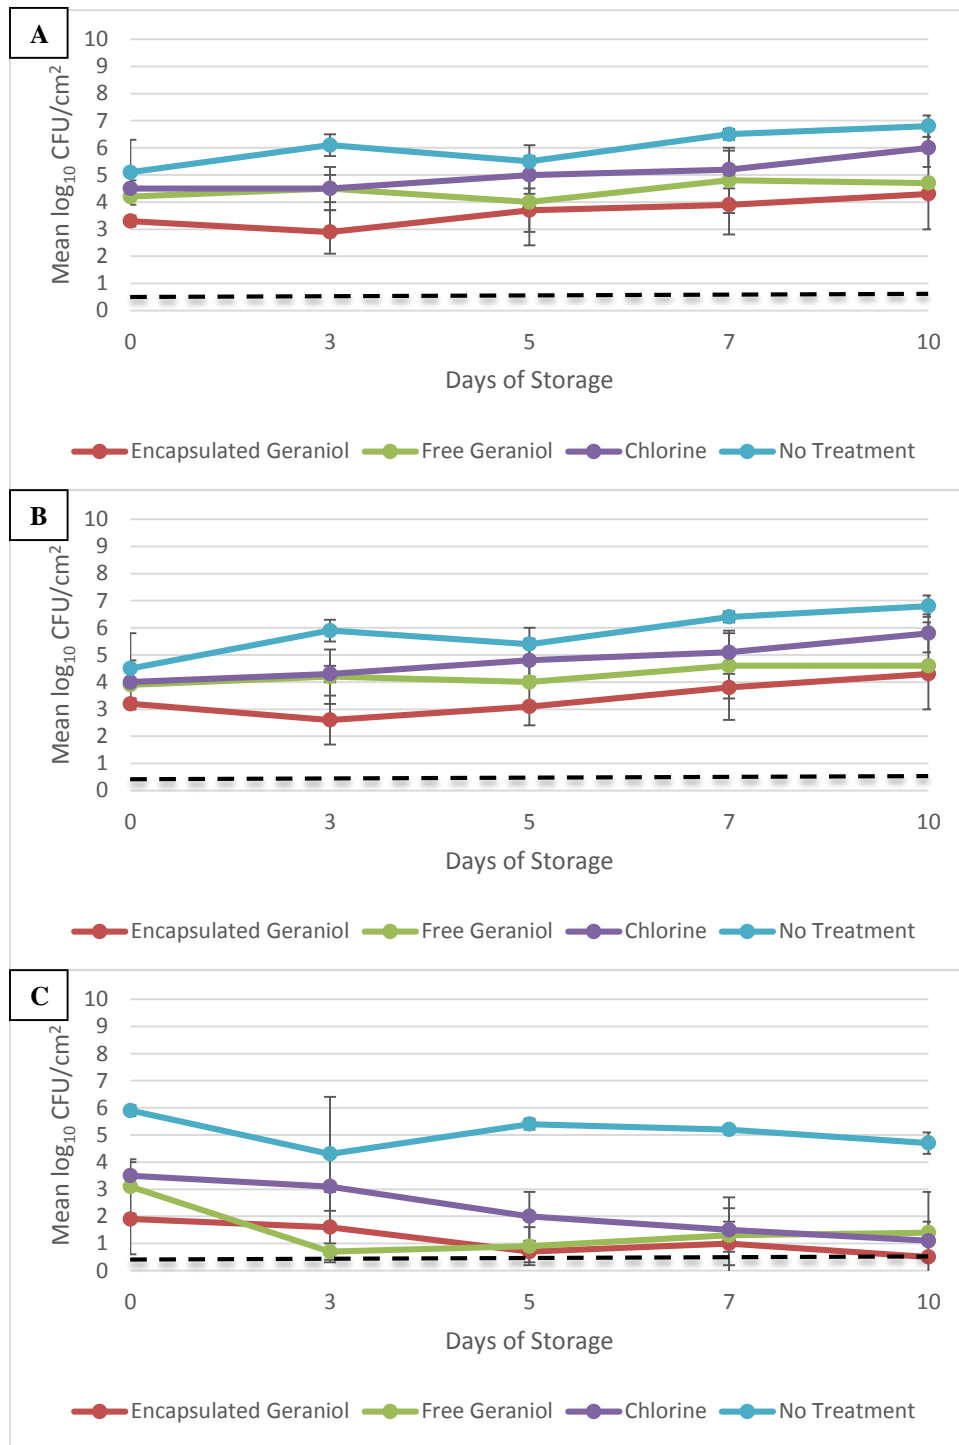 A
Mean log10 CFU/cm2
10
9
8
7
6
5
4
3
2
1
0
0 3 5 7 10
Days of Storage
Encapsulated Geraniol Free Geraniol Chlorine No Treatment
B
Mean log10 CFU/cm2
10
9
8
7
6
5
4
3
2
1
0
0 3 5 7 10
Days of Storage
Encapsulated Geraniol Free Geraniol Chlorine No Treatment
C
Mean log10 CFU/cm2
10
9
8
7
6
5
4
3
2
1
0
0 3 5 7 10
Days of Storage
Encapsulated Geraniol Free Geraniol Chlorine No Treatment